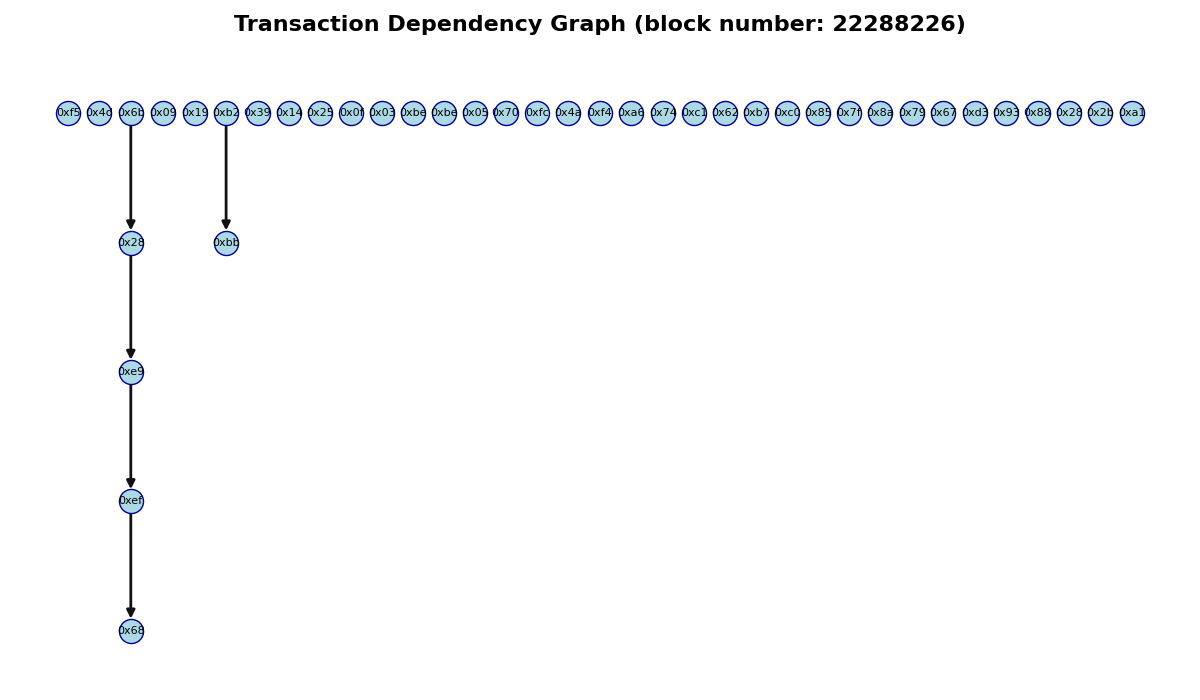 Transaction Dependency Graph (block number: 22288226)
0xf5 0x4d 0x6b 0x09 0x19 0xb2 0x39 0x14 0x25 0x0f 0x03 0xbe 0xbe 0x05 0x70 0xfc 0x4a 0xf4 0xa6 0x74 0xc1 0x62 0xb7 0xc0 0x85 0x7f 0x8a 0x79 0x67 0xd3 0x93 0x88 0x28 0x2b 0xa1
0x28 0xbb
0xe9
0xef
0x68